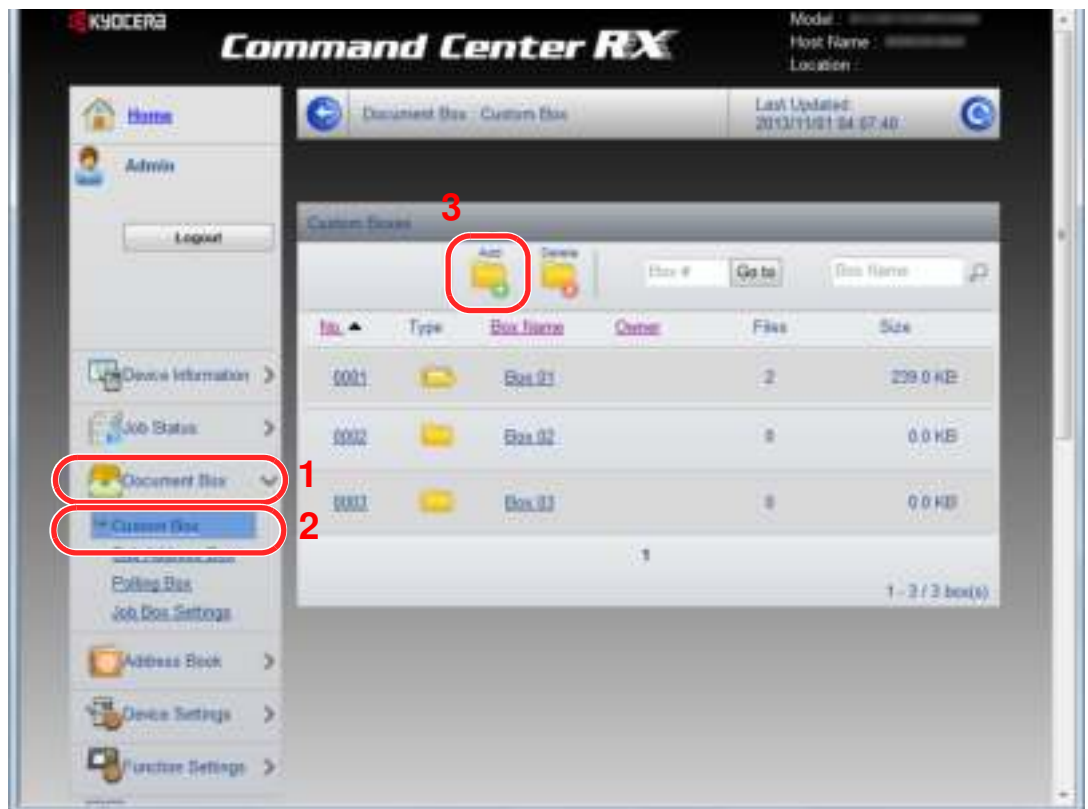 KYOCERA
Command Center RX
Model :
Host Name :
Location :
Home
Document Box : Custom Box
Last Updated:
2013/11/01 04:07:40
Admin
Logout
Custom Boxes
3
Add
Delete
Box #
Go to
Box Name
No. Type Box Name Owner Files Size
0001 Box 01 2 239.0 KB
0002 Box 02 0 0.0 KB
0003 Box 03 0 0.0 KB
1
1 - 3 / 3 box(s)
Device Information
Job Status
Document Box
1
Custom Box
2
Polling Box
Job Box Settings
Address Book
Device Settings
Function Settings